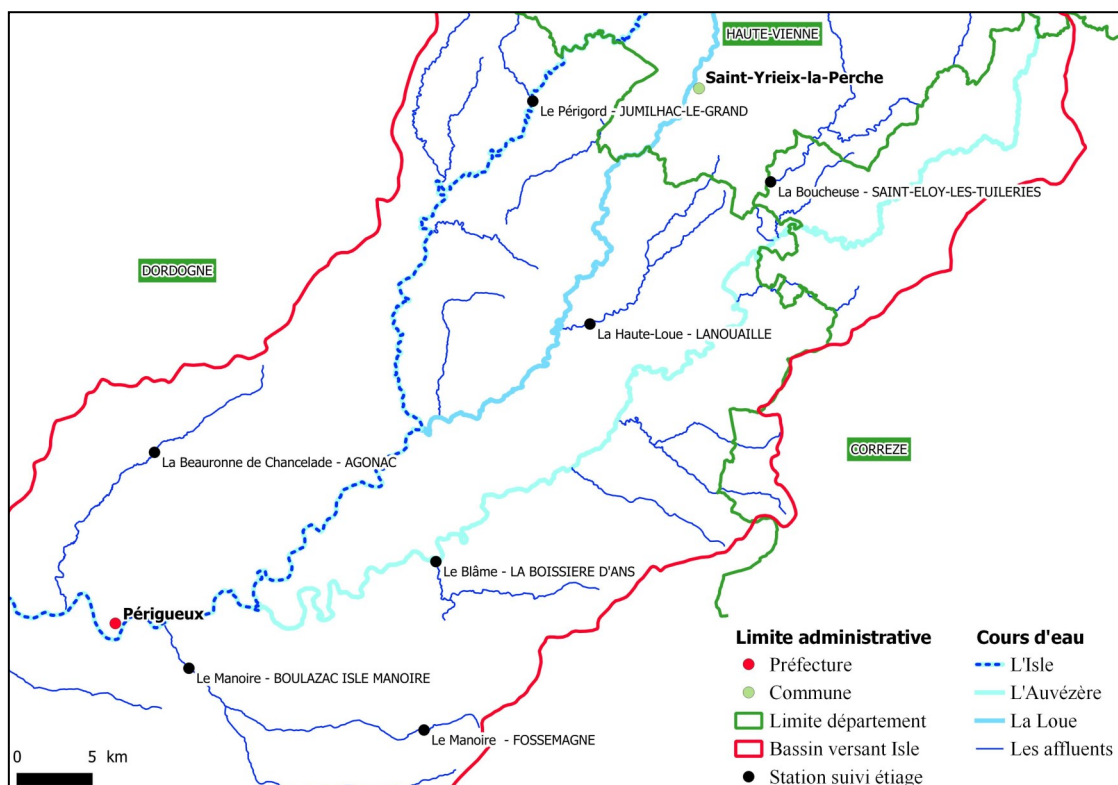 HAUTE-VIENNE
Saint-Yrieix-la-Perche
Le Périgord - JUMILHAC-LE-GRAND
La Boucheuse - SAINT-ELOY-LES-TUILERIES
DORDOGNE
La Haute-Loue - LANOUAILLE
CORREZE
La Beauronne de Chancelade - AGONAC
Le Blâme - LA BOISSIERE D'ANS
Périgueux
Le Manoire - BOULAZAC ISLE MANOIRE
Le Manoire - FOSSEMAGNE
0 5 km
Limite administrative
Préfecture
Commune
Limite département
Bassin versant Isle
Station suivi étiage
Cours d'eau
L'Isle
L'Auvézère
La Loue
Les affluents